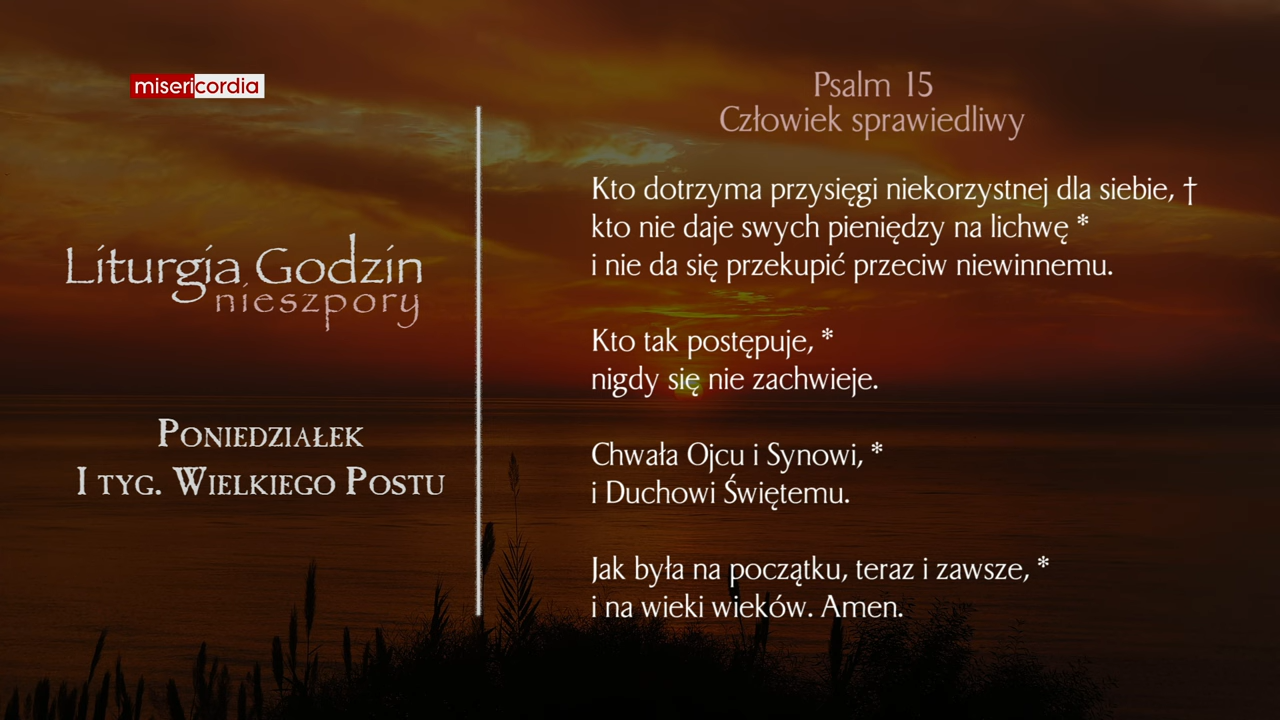 misericordia
Liturgia Godzin
nieszpory
Poniedziałek
I tyg. Wielkiego Postu
Psalm 15
Człowiek sprawiedliwy
Kto dotrzyma przysięgi niekorzystnej dla siebie, †
kto nie daje swych pieniędzy na lichwę *
i nie da się przekupić przeciw niewinnemu.
Kto tak postępuje, *
nigdy się nie zachwieje.
Chwała Ojcu i Synowi, *
i Duchowi Świętemu.
Jak była na początku, teraz i zawsze, *
i na wieki wieków. Amen.